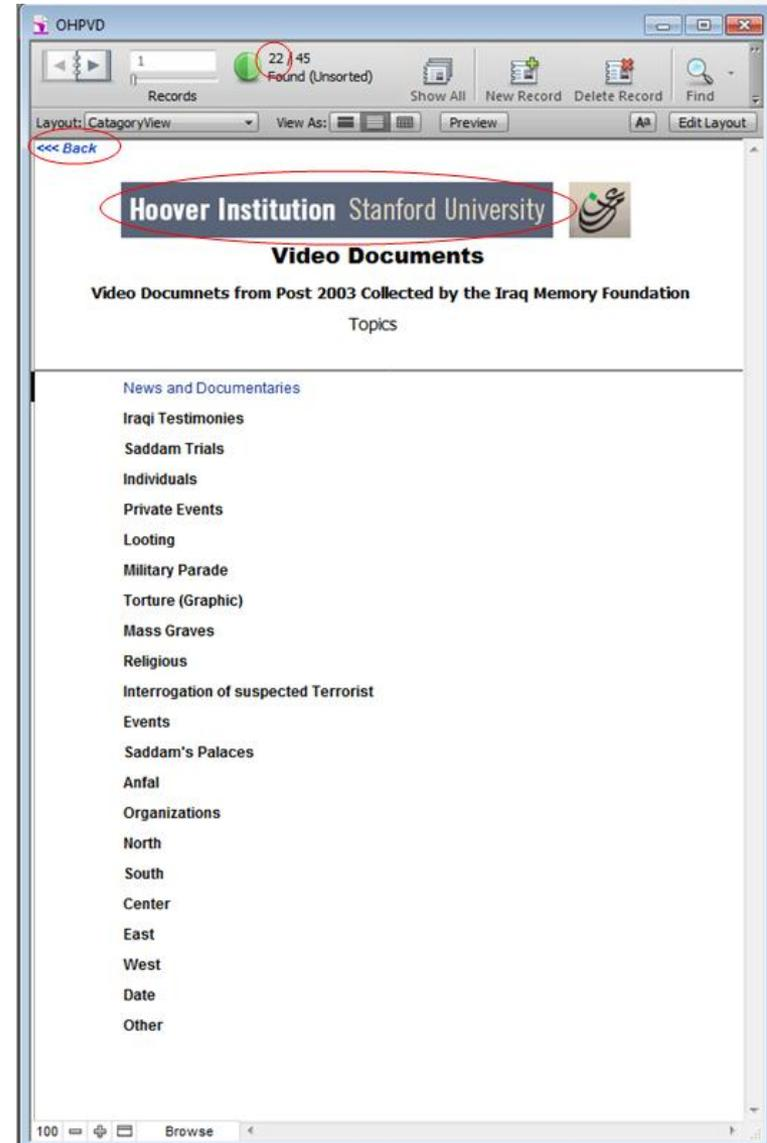 OHPVD
1
22 / 45
Found (Unsorted)
Records
Show All New Record Delete Record Find
Layout: CatagoryView View As: Preview Aa Edit Layout
<<< Back
Hoover Institution Stanford University
Video Documents
Video Documnets from Post 2003 Collected by the Iraq Memory Foundation
Topics
News and Documentaries
Iraqi Testimonies
Saddam Trials
Individuals
Private Events
Looting
Military Parade
Torture (Graphic)
Mass Graves
Religious
Interrogation of suspected Terrorist
Events
Saddam's Palaces
Anfal
Organizations
North
South
Center
East
West
Date
Other
100 Browse